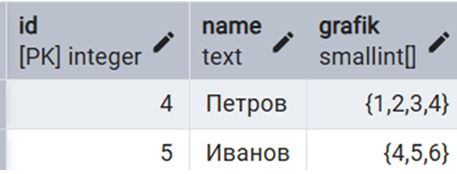 id name grafik
[PK] integer text smallint[]
4 Петров {1,2,3,4}
5 Иванов {4,5,6}